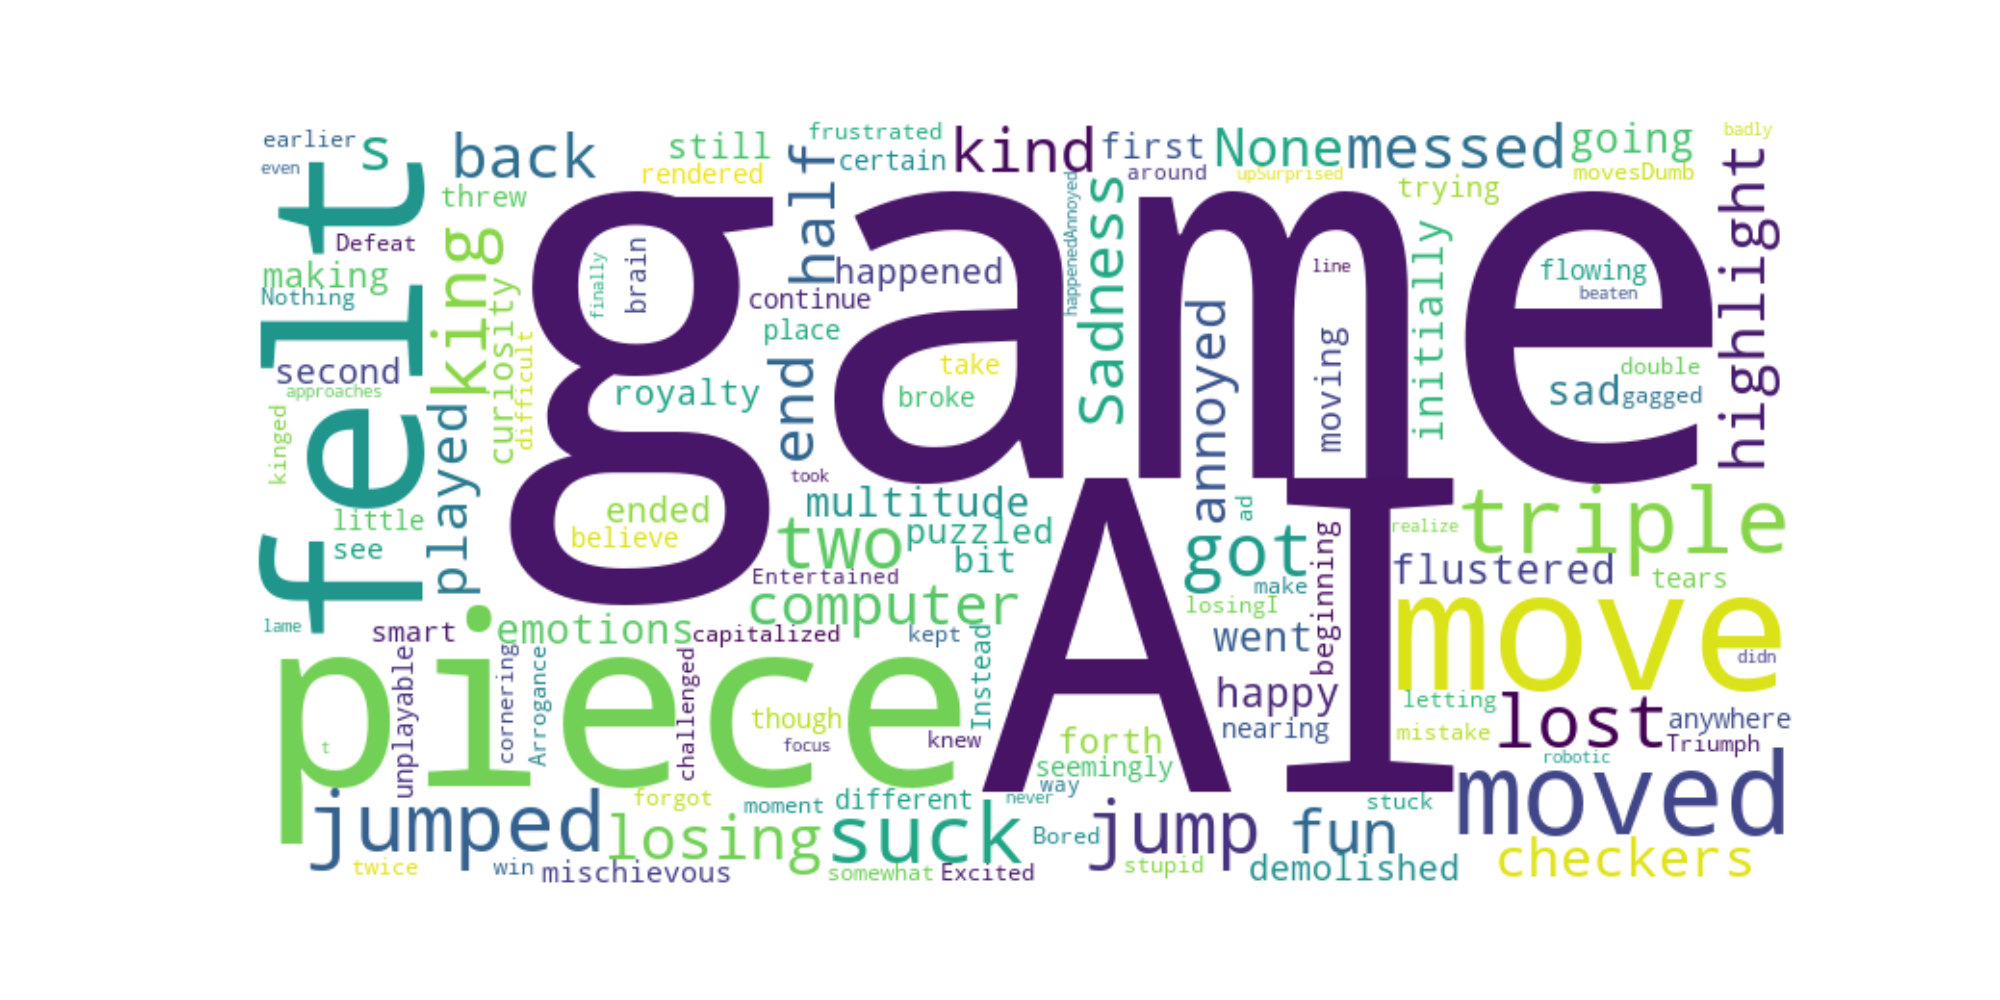 earlier
s
back
still
frustrated
kind
first
None
messed
going
badly
even
rendered
half
certain
around
upSurprised
movesDumb
felt
threw
happenedAnnoyed
trying
highlight
Defeat
king
game
Sadness
initially
making
Nothing
curiosity
finally
brain
happened
line
flowing
continue
beaten
place
annoyed
moving
second
difficult
end
take
double
approaches
royalty
broke
sad
gagged
kinged
played
took
little
ended
multitude
AI
ad
triple
see
believe
two
puzzled
got
realize
bit
beginning
flustered
Entertained
make
tears
computer
losingI
move
lame
smart
emotions
capitalized
kept
went
didn
piece
unplayable
cornering
Arrogance
challenged
Instead
happy
letting
lost
anywhere
though
nearing
mistake
t
focus
knew
forth
Triumph
seemingly
robotic
way
moved
jumped
forgot
moment
different
never
stuck
losing
suck
Bored
jump
fun
checkers
twice
win
mischievous
somewhat
Excited
stupid
demolished